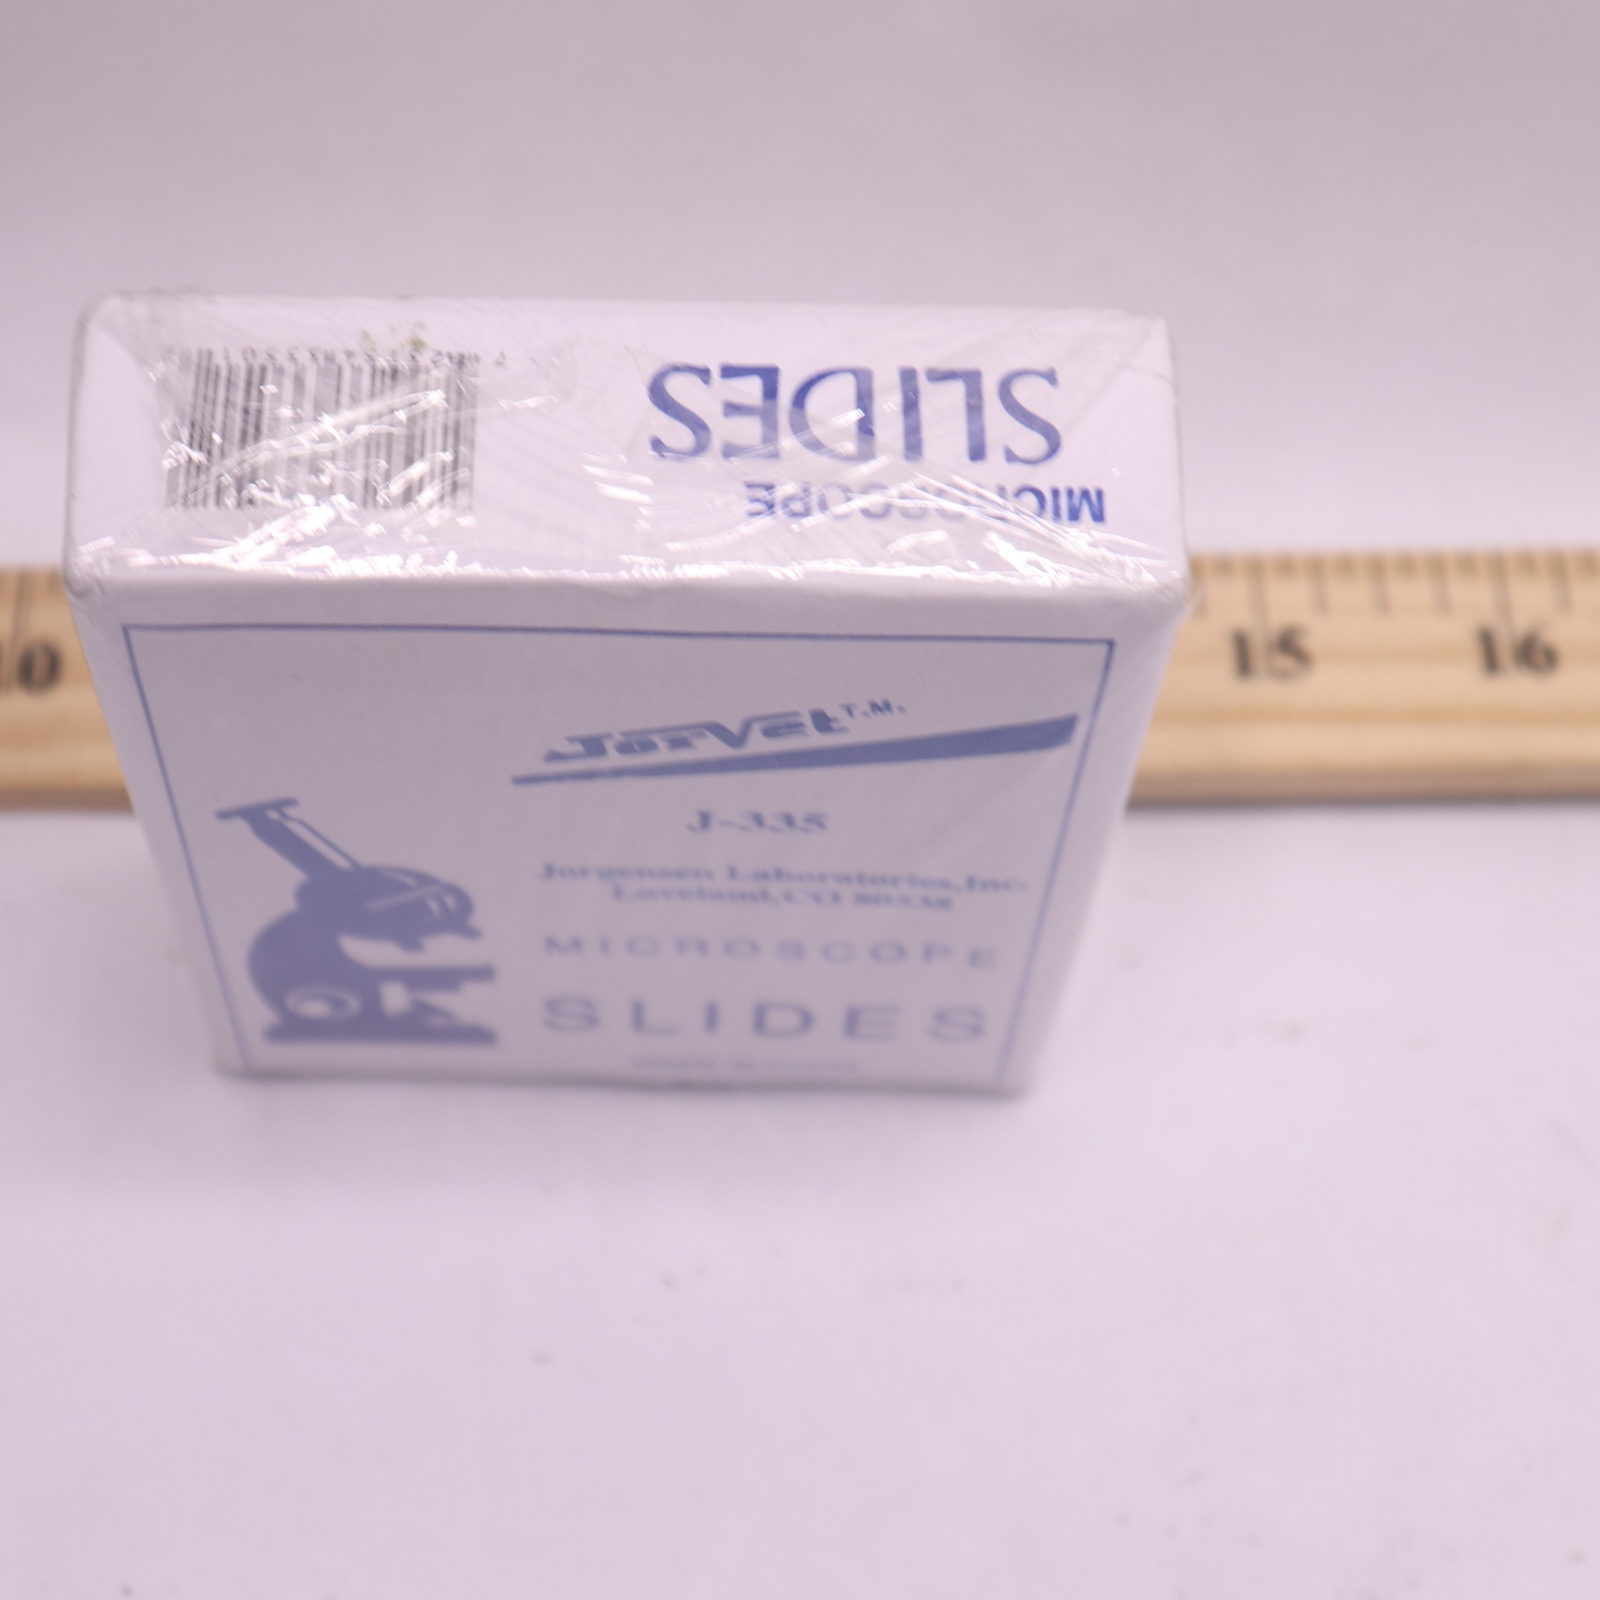 SLIDES
MICROSCOPE
JorVet T.M.
J-335
Jorgensen Laboratories,Inc.
Loveland,CO 80538
MICROSCOPE
SLIDES
10
15
16